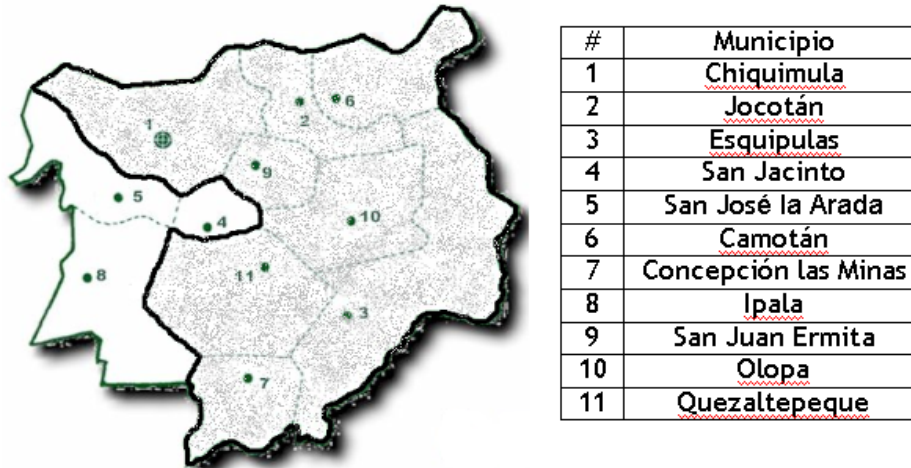 1
2
6
9
5
4
10
11
8
3
7
# Municipio
1 Chiquimula
2 Jocotán
3 Esquipulas
4 San Jacinto
5 San José la Arada
6 Camotán
7 Concepción las Minas
8 Ipala
9 San Juan Ermita
10 Olopa
11 Quezaltepeque